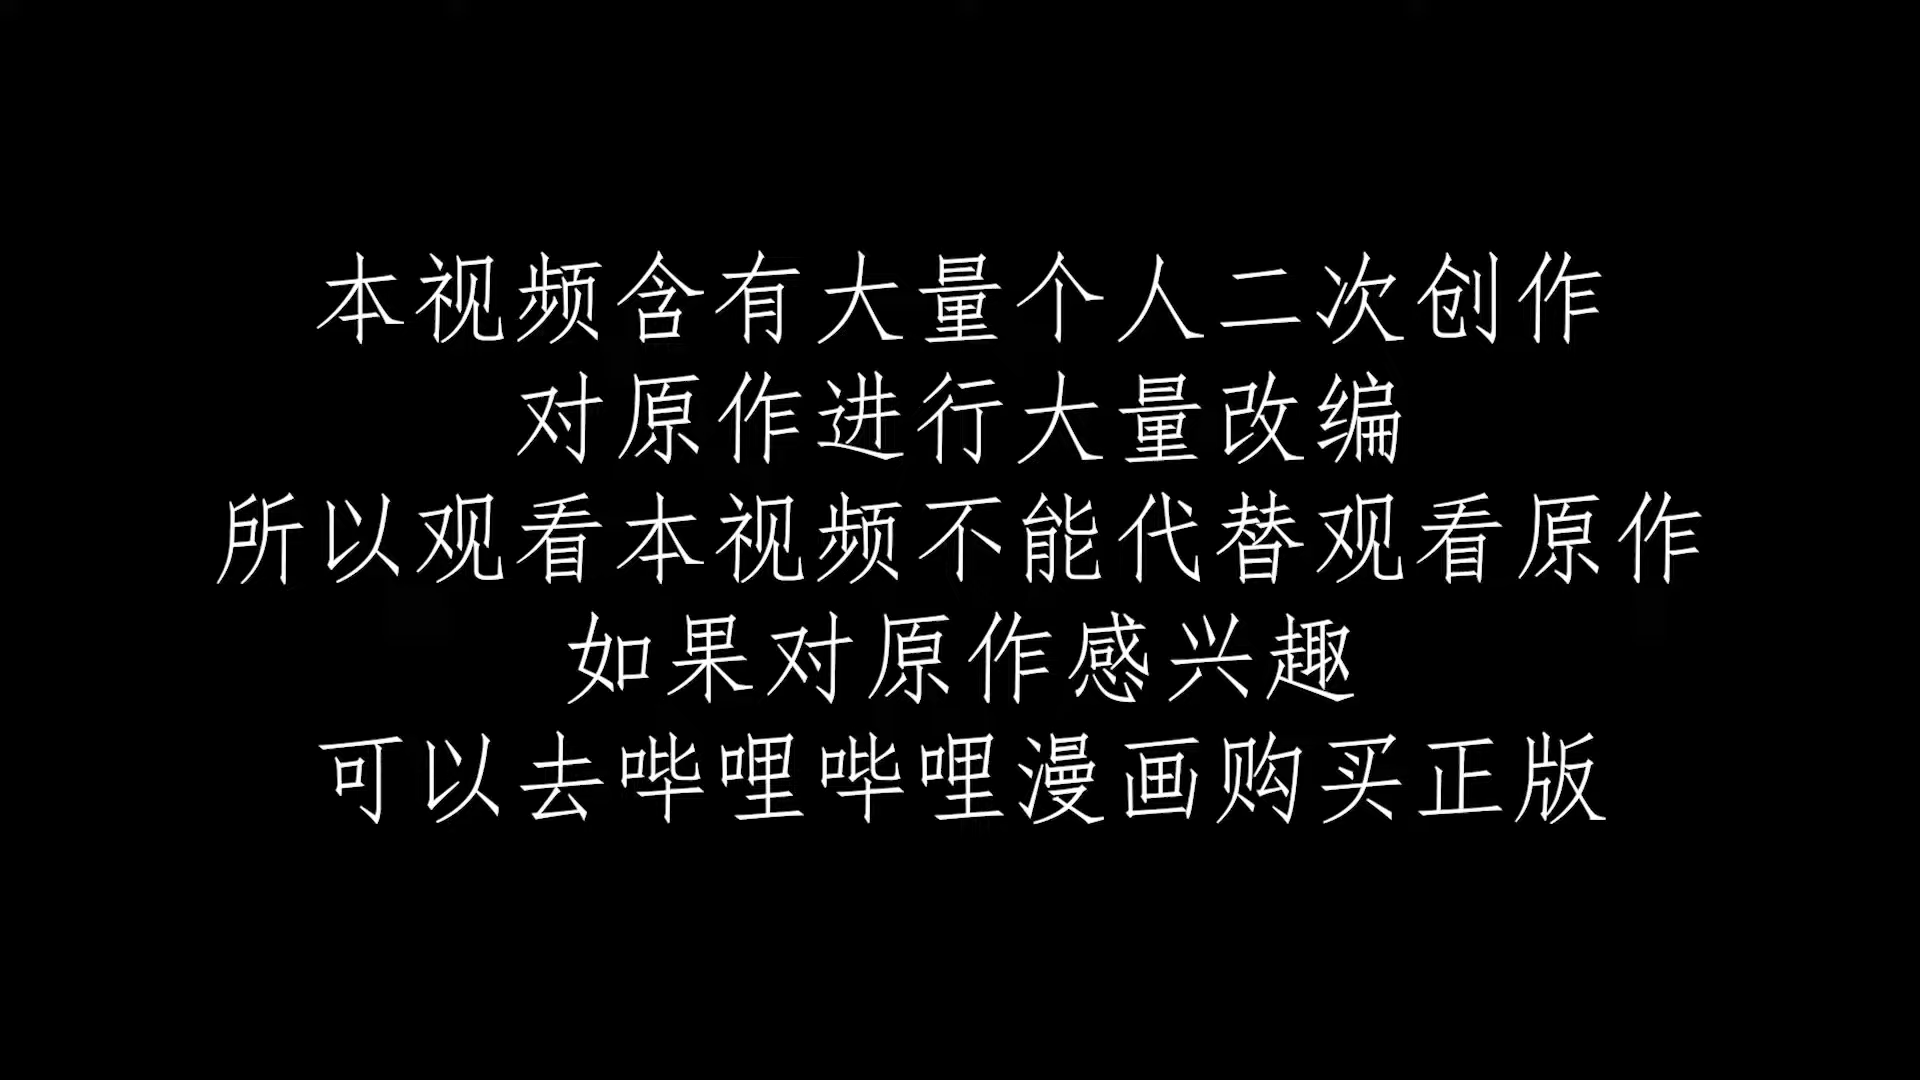 本视频含有大量个人二次创作
对原作进行大量改编
所以观看本视频不能代替观看原作
如果对原作感兴趣
可以去哔哩哔哩漫画购买正版